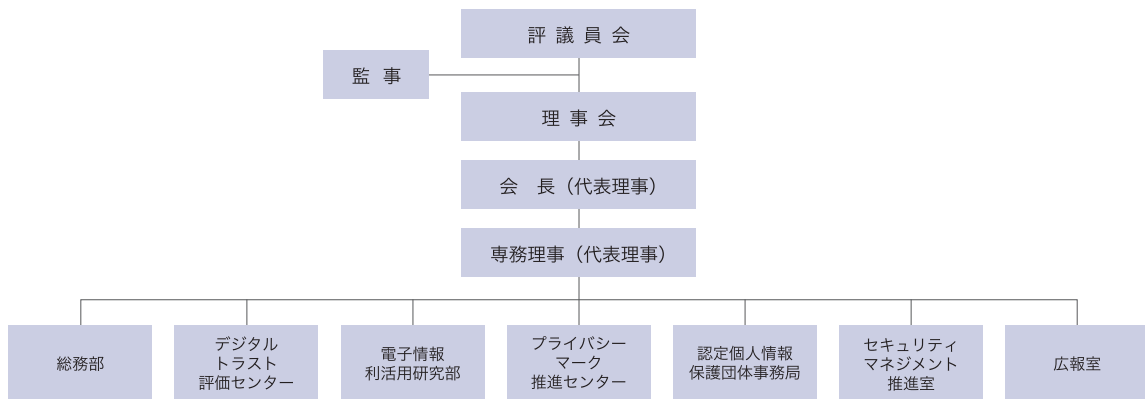 評議員会
監事
理事会
会長（代表理事）
専務理事（代表理事）
総務部
デジタル
トラスト
評価センター
電子情報
利活用研究部
プライバシー
マーク
推進センター
認定個人情報
保護団体事務局
セキュリティ
マネジメント
推進室
広報室